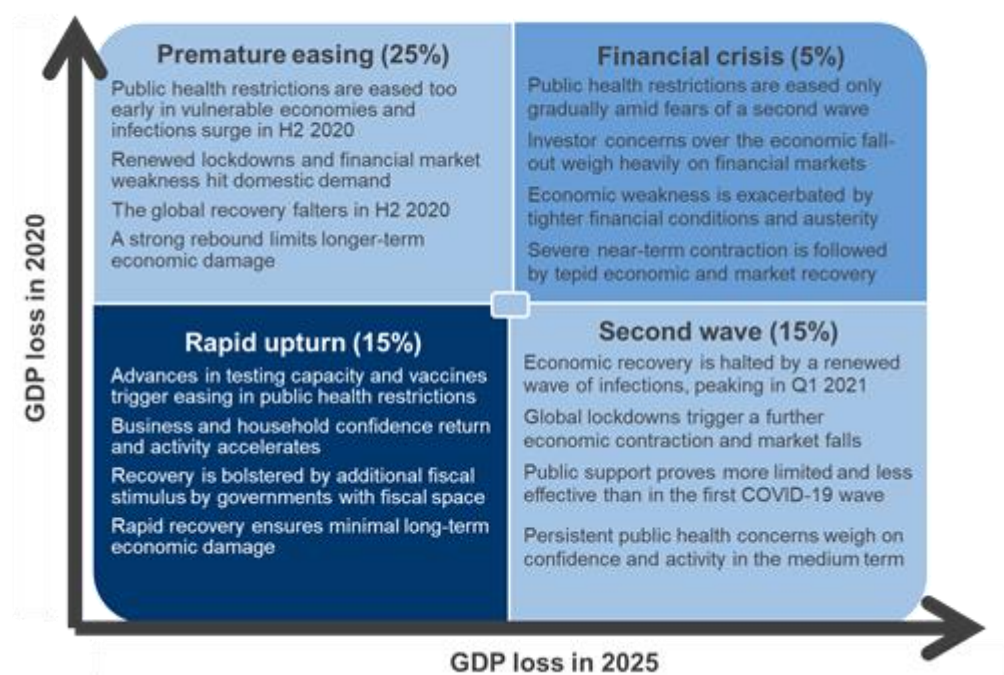 Premature easing (25%)
Public health restrictions are eased too
early in vulnerable economies and
infections surge in H2 2020
Renewed lockdowns and financial market
weakness hit domestic demand
The global recovery falters in H2 2020
A strong rebound limits longer-term
economic damage
Financial crisis (5%)
Public health restrictions are eased only
gradually amid fears of a second wave
Investor concerns over the economic fall-
out weigh heavily on financial markets
Economic weakness is exacerbated by
tighter financial conditions and austerity
Severe near-term contraction is followed
by tepid economic and market recovery
GDP loss in 2020
Rapid upturn (15%)
Advances in testing capacity and vaccines
trigger easing in public health restrictions
Business and household confidence return
and activity accelerates
Recovery is bolstered by additional fiscal
stimulus by governments with fiscal space
Rapid recovery ensures minimal long-term
economic damage
Second wave (15%)
Economic recovery is halted by a renewed
wave of infections, peaking in Q1 2021
Global lockdowns trigger a further
economic contraction and market falls
Public support proves more limited and less
effective than in the first COVID-19 wave
Persistent public health concerns weigh on
confidence and activity in the medium term
GDP loss in 2025